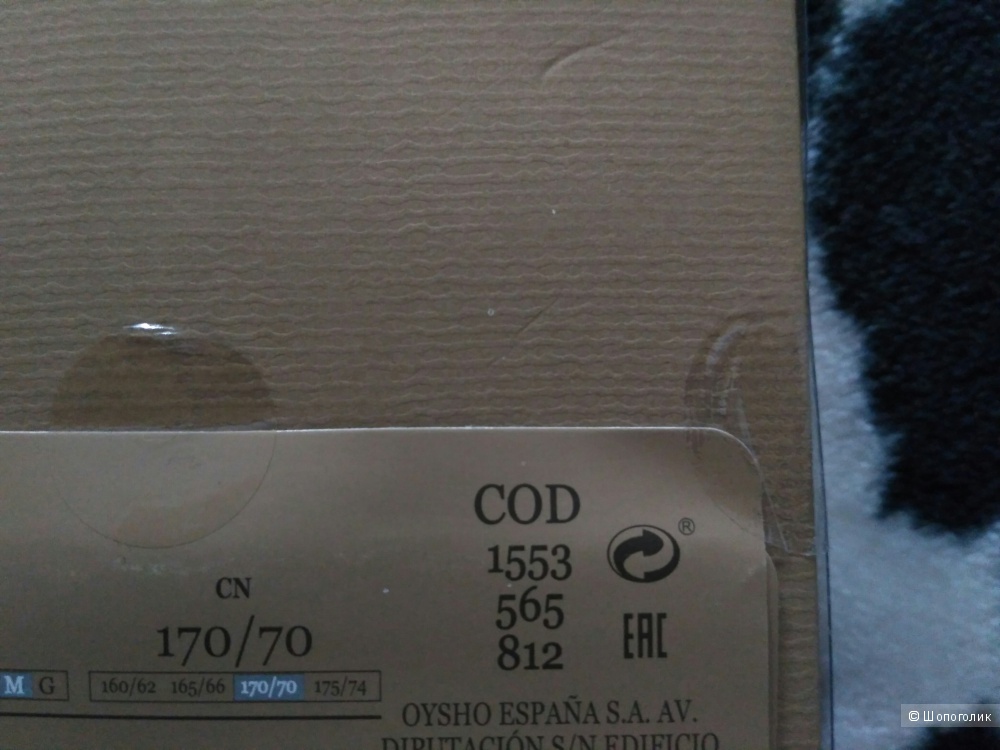 COD
1553
565
812
®
EAC
CN
170/70
M G
160/62 165/66 170/70 175/74
OYSHO ESPAÑA S.A. AV.
DIPUTACIÓN S/N EDIFICIO
© Шопоголик